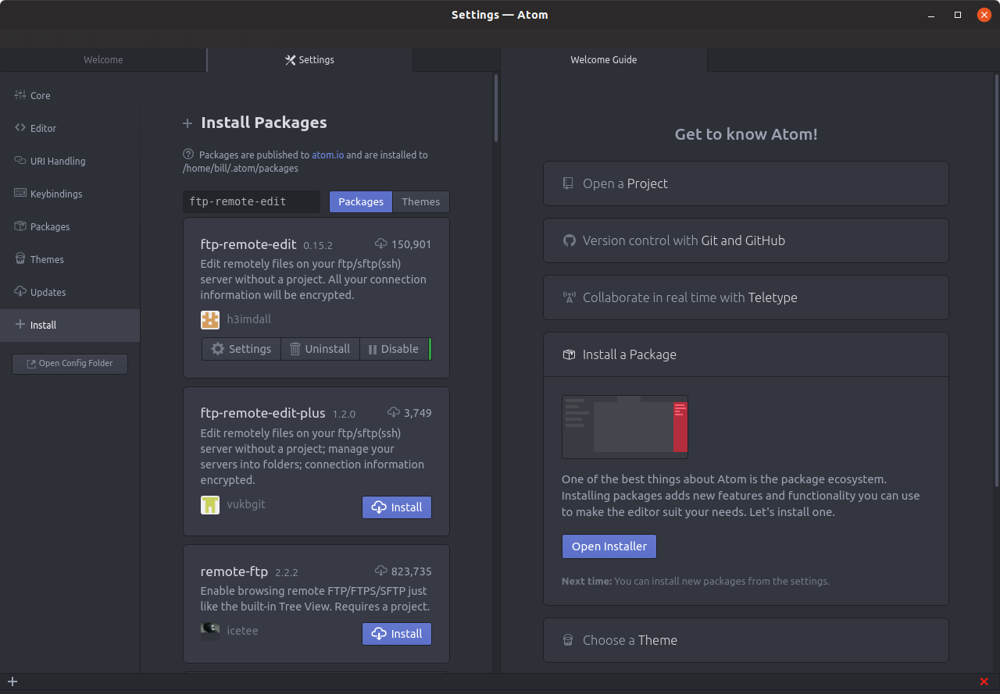 Settings — Atom
Welcome
Settings
Welcome Guide
Core
Editor
URI Handling
Keybindings
Packages
Themes
Updates
Install
Open Config Folder
Install Packages
Packages are published to atom.io and are installed to
/home/bill/.atom/packages
ftp-remote-edit
Packages
Themes
ftp-remote-edit 0.15.2 150,901
Edit remotely files on your ftp/sftp(ssh)
server without a project. All your connection
information will be encrypted.
h3imdall
Settings
Uninstall
Disable
ftp-remote-edit-plus 1.2.0 3,749
Edit remotely files on your ftp/sftp(ssh)
server without a project; manage your
servers into folders; connection information
encrypted.
vukbgit
Install
remote-ftp 2.2.2 823,735
Enable browsing remote FTP/FTPS/SFTP just
like the built-in Tree View. Requires a project.
icetee
Install
Get to know Atom!
Open a Project
Version control with Git and GitHub
Collaborate in real time with Teletype
Install a Package
One of the best things about Atom is the package ecosystem.
Installing packages adds new features and functionality you can use
to make the editor suit your needs. Let's install one.
Open Installer
Next time: You can install new packages from the settings.
Choose a Theme